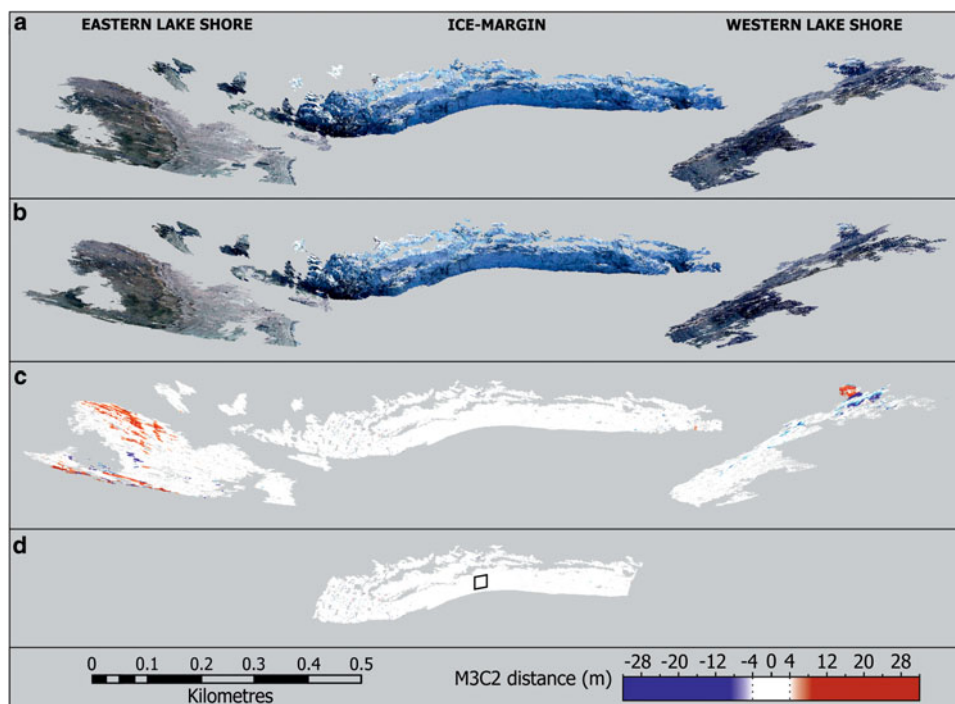 a
EASTERN LAKE SHORE
ICE-MARGIN
WESTERN LAKE SHORE
b
c
d
0 0.1 0.2 0.3 0.4 0.5
Kilometres
M3C2 distance (m)
-28 -20 -12 -4 0 4 12 20 28